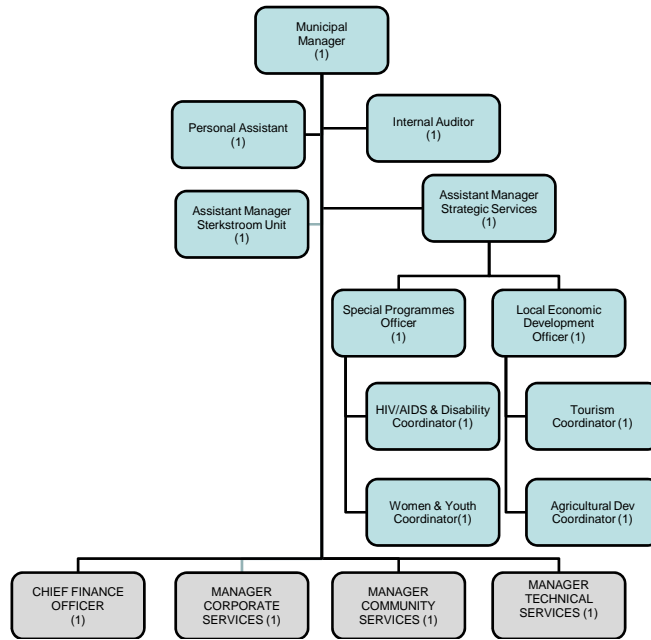 Municipal
Manager
(1)
Personal Assistant
(1)
Internal Auditor
(1)
Assistant Manager
Sterkstroom Unit
(1)
Assistant Manager
Strategic Services
(1)
Special Programmes
Officer
(1)
Local Economic
Development
Officer (1)
HIV/AIDS & Disability
Coordinator (1)
Tourism
Coordinator (1)
Women & Youth
Coordinator(1)
Agricultural Dev
Coordinator (1)
CHIEF FINANCE
OFFICER
(1)
MANAGER
CORPORATE
SERVICES (1)
MANAGER
COMMUNITY
SERVICES (1)
MANAGER
TECHNICAL
SERVICES (1)